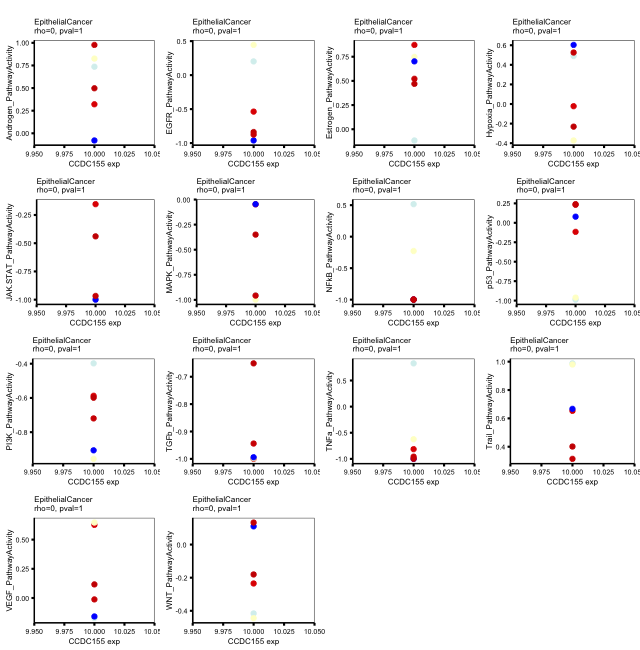 EpithelialCancer
rho=0, pval=1
Androgen_PathwayActivity
1.00
0.75
0.50
0.25
0.00
9.950 9.975 10.000 10.025 10.05
CCDC155 exp
EpithelialCancer
rho=0, pval=1
EGFR_PathwayActivity
0.5
0.0
-0.5
-1.0
9.950 9.975 10.000 10.025 10.05
CCDC155 exp
EpithelialCancer
rho=0, pval=1
Estrogen_PathwayActivity
0.75
0.50
0.25
0.00
9.950 9.975 10.000 10.025 10.05
CCDC155 exp
EpithelialCancer
rho=0, pval=1
Hypoxia_PathwayActivity
0.6
0.4
0.2
-0.0
-0.2
-0.4
9.950 9.975 10.000 10.025 10.05
CCDC155 exp
EpithelialCancer
rho=0, pval=1
JAK.STAT_PathwayActivity
-0.25
-0.50
-0.75
-1.00
9.950 9.975 10.000 10.025 10.05
CCDC155 exp
EpithelialCancer
rho=0, pval=1
MAPK_PathwayActivity
0.00
-0.25
-0.50
-0.75
-1.00
9.950 9.975 10.000 10.025 10.05
CCDC155 exp
EpithelialCancer
rho=0, pval=1
NFkB_PathwayActivity
0.5
0.0
-0.5
-1.0
9.950 9.975 10.000 10.025 10.05
CCDC155 exp
EpithelialCancer
rho=0, pval=1
p53_PathwayActivity
0.25
0.00
-0.25
-0.50
-0.75
-1.00
9.950 9.975 10.000 10.025 10.05
CCDC155 exp
EpithelialCancer
rho=0, pval=1
PI3K_PathwayActivity
-0.4
-0.6
-0.8
9.950 9.975 10.000 10.025 10.05
CCDC155 exp
EpithelialCancer
rho=0, pval=1
TGFb_PathwayActivity
-0.7
-0.8
-0.9
-1.0
9.950 9.975 10.000 10.025 10.05
CCDC155 exp
EpithelialCancer
rho=0, pval=1
TNFa_PathwayActivity
0.5
0.0
-0.5
-1.0
9.950 9.975 10.000 10.025 10.05
CCDC155 exp
EpithelialCancer
rho=0, pval=1
Trail_PathwayActivity
1.0
0.8
0.6
0.4
9.950 9.975 10.000 10.025 10.05
CCDC155 exp
EpithelialCancer
rho=0, pval=1
VEGF_PathwayActivity
0.50
0.25
0.00
9.950 9.975 10.000 10.025 10.05
CCDC155 exp
EpithelialCancer
rho=0, pval=1
WNT_PathwayActivity
0.0
-0.2
-0.4
9.950 9.975 10.000 10.025 10.050
CCDC155 exp